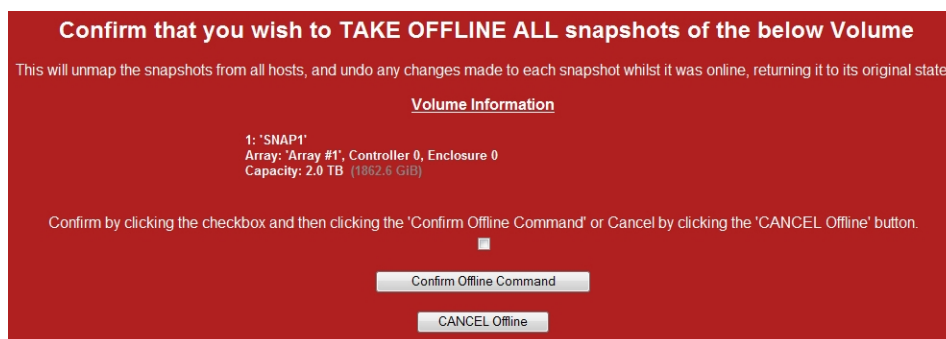 Confirm that you wish to TAKE OFFLINE ALL snapshots of the below Volume
This will unmap the snapshots from all hosts, and undo any changes made to each snapshot whilst it was online, returning it to its original state
Volume Information
1: 'SNAP1'
Array: 'Array #1', Controller 0, Enclosure 0
Capacity: 2.0 TB (1862.6 GiB)
Confirm by clicking the checkbox and then clicking the 'Confirm Offline Command' or Cancel by clicking the 'CANCEL Offline' button.
Confirm Offline Command
CANCEL Offline